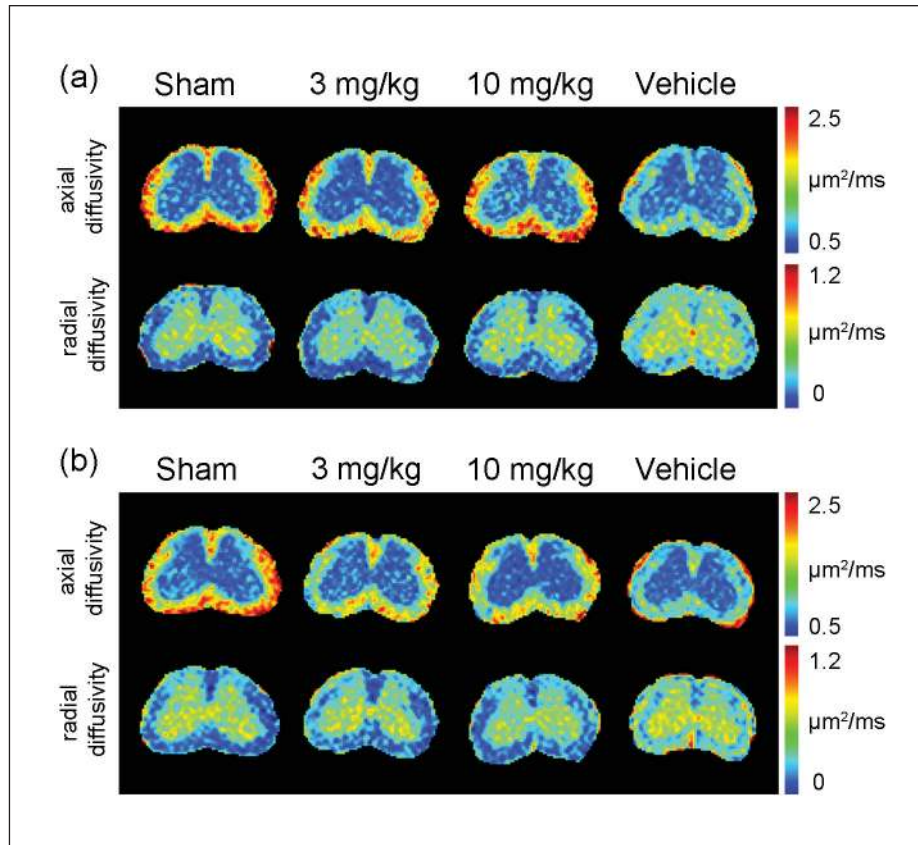 (a)
Sham 3 mg/kg 10 mg/kg Vehicle
axial
diffusivity
2.5
µm²/ms
0.5
radial
diffusivity
1.2
µm²/ms
0
(b)
Sham 3 mg/kg 10 mg/kg Vehicle
axial
diffusivity
2.5
µm²/ms
0.5
radial
diffusivity
1.2
µm²/ms
0